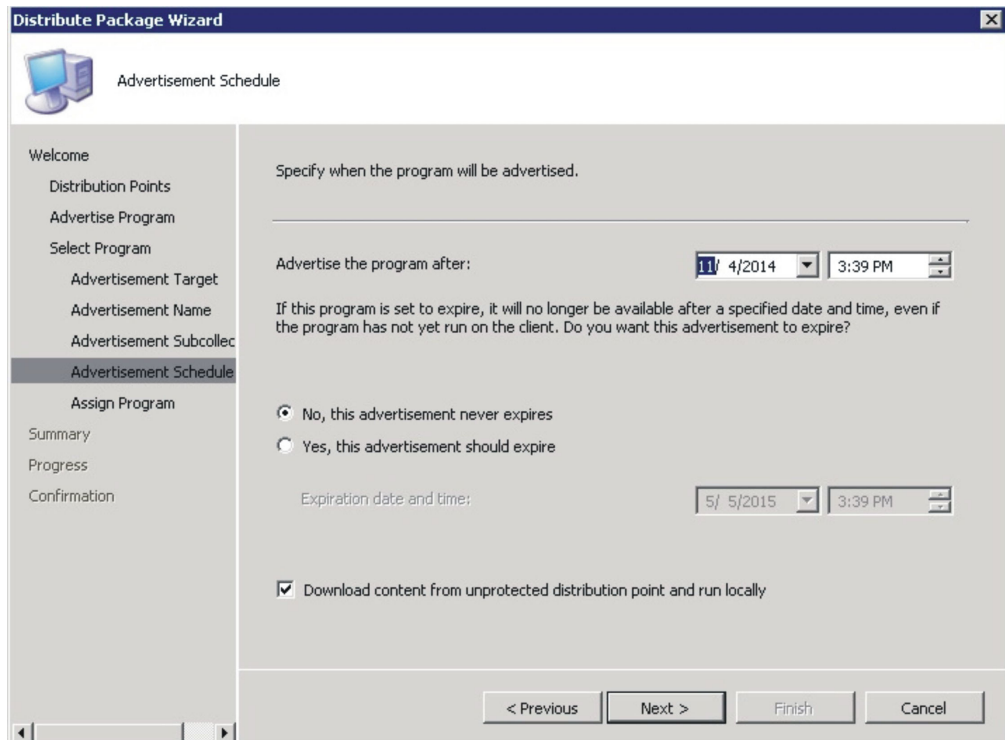 Distribute Package Wizard
Advertisement Schedule
Welcome
Distribution Points
Advertise Program
Select Program
Advertisement Target
Advertisement Name
Advertisement Subcollec
Advertisement Schedule
Assign Program
Summary
Progress
Confirmation
Specify when the program will be advertised.
Advertise the program after:
11/ 4/2014
3:39 PM
If this program is set to expire, it will no longer be available after a specified date and time, even if
the program has not yet run on the client. Do you want this advertisement to expire?
No, this advertisement never expires
Yes, this advertisement should expire
Expiration date and time:
5/ 5/2015
3:39 PM
Download content from unprotected distribution point and run locally
< Previous
Next >
Finish
Cancel